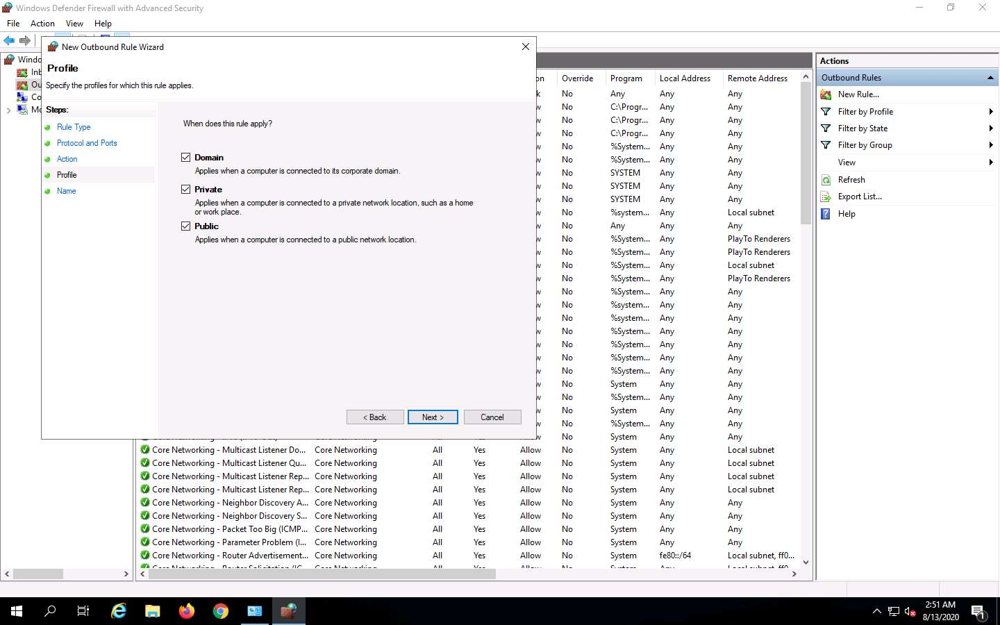 Windows Defender Firewall with Advanced Security
File Action View Help
New Outbound Rule Wizard
Profile
Specify the profiles for which this rule applies.
Steps:
Rule Type
Protocol and Ports
Action
Profile
Name
When does this rule apply?
Domain
Applies when a computer is connected to its corporate domain.
Private
Applies when a computer is connected to a private network location, such as a home
or work place.
Public
Applies when a computer is connected to a public network location.
< Back Next > Cancel
Override Program Local Address Remote Address
No Any Any Any
No C:\Progr... Any Any
No C:\Progr... Any Any
No C:\Progr... Any Any
No %System... Any Any
No %System... Any Any
No SYSTEM Any Any
No SYSTEM Any Any
No SYSTEM Any Any
No %system... Any Local subnet
No Any Any Any
No %System... Any PlayTo Renderers
No %System... Any PlayTo Renderers
No %System... Any Local subnet
No %System... Any PlayTo Renderers
No %System... Any Any
No %system... Any Any
No %system... Any Any
No %System... Any Any
No %System... Any Any
No %System... Any Any
No %System... Any Any
No System Any Any
No %System... Any Any
No System Any Any
No %System... Any Any
No System Any Any
Core Networking - Multicast Listener Do... Core Networking All Yes Allow No System Any Local subnet
Core Networking - Multicast Listener Qu... Core Networking All Yes Allow No System Any Local subnet
Core Networking - Multicast Listener Rep... Core Networking All Yes Allow No System Any Local subnet
Core Networking - Multicast Listener Rep... Core Networking All Yes Allow No System Any Local subnet
Core Networking - Neighbor Discovery A... Core Networking All Yes Allow No System Any Any
Core Networking - Neighbor Discovery S... Core Networking All Yes Allow No System Any Any
Core Networking - Packet Too Big (ICMP... Core Networking All Yes Allow No System Any Any
Core Networking - Parameter Problem (I... Core Networking All Yes Allow No System Any Any
Core Networking - Router Advertisement... Core Networking All Yes Allow No System fe80::/64 Local subnet, ff0...
Actions
Outbound Rules
New Rule...
Filter by Profile
Filter by State
Filter by Group
View
Refresh
Export List...
Help
2:51 AM
8/13/2020
1